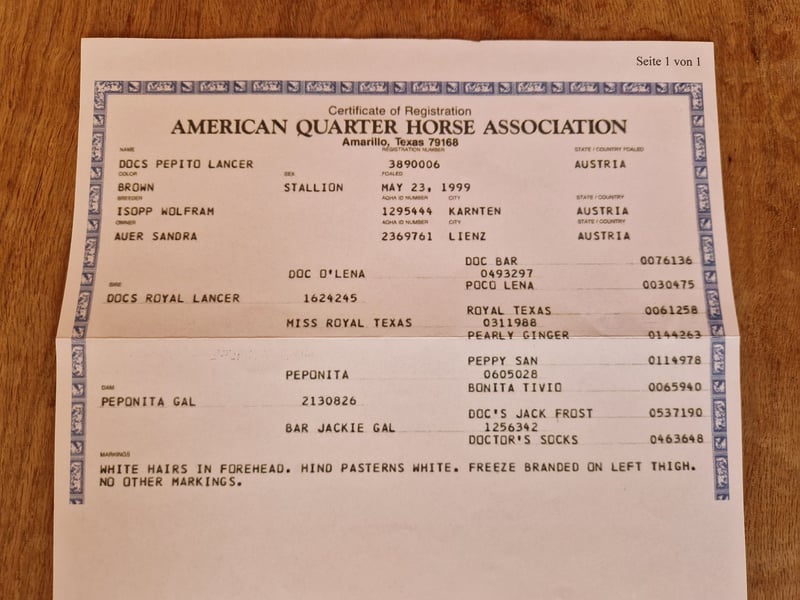 Seite 1 von 1
Certificate of Registration
AMERICAN QUARTER HORSE ASSOCIATION
Amarillo, Texas 79168
NAME REGISTRATION NUMBER STATE / COUNTRY FOALED
DOCS PEPITO LANCER 3890006 AUSTRIA
COLOR SEX FOALED
BROWN STALLION MAY 23, 1999
BREEDER AQHA ID NUMBER CITY STATE / COUNTRY
ISOPP WOLFRAM 1295444 KARNTEN AUSTRIA
OWNER AQHA ID NUMBER CITY STATE / COUNTRY
AUER SANDRA 2369761 LIENZ AUSTRIA
DOC BAR 0076136
DOC O'LENA 0493297
POCO LENA 0030475
SIRE
DOCS ROYAL LANCER 1624245
ROYAL TEXAS 0061258
MISS ROYAL TEXAS 0311988
PEARLY GINGER 0144263
PEPPY SAN 0114978
PEPONITA 0605028
BONITA TIVIO 0065940
DAM
PEPONITA GAL 2130826
DOC'S JACK FROST 0537190
BAR JACKIE GAL 1256342
DOCTOR'S SOCKS 0463648
MARKINGS
WHITE HAIRS IN FOREHEAD. HIND PASTERNS WHITE. FREEZE BRANDED ON LEFT THIGH.
NO OTHER MARKINGS.